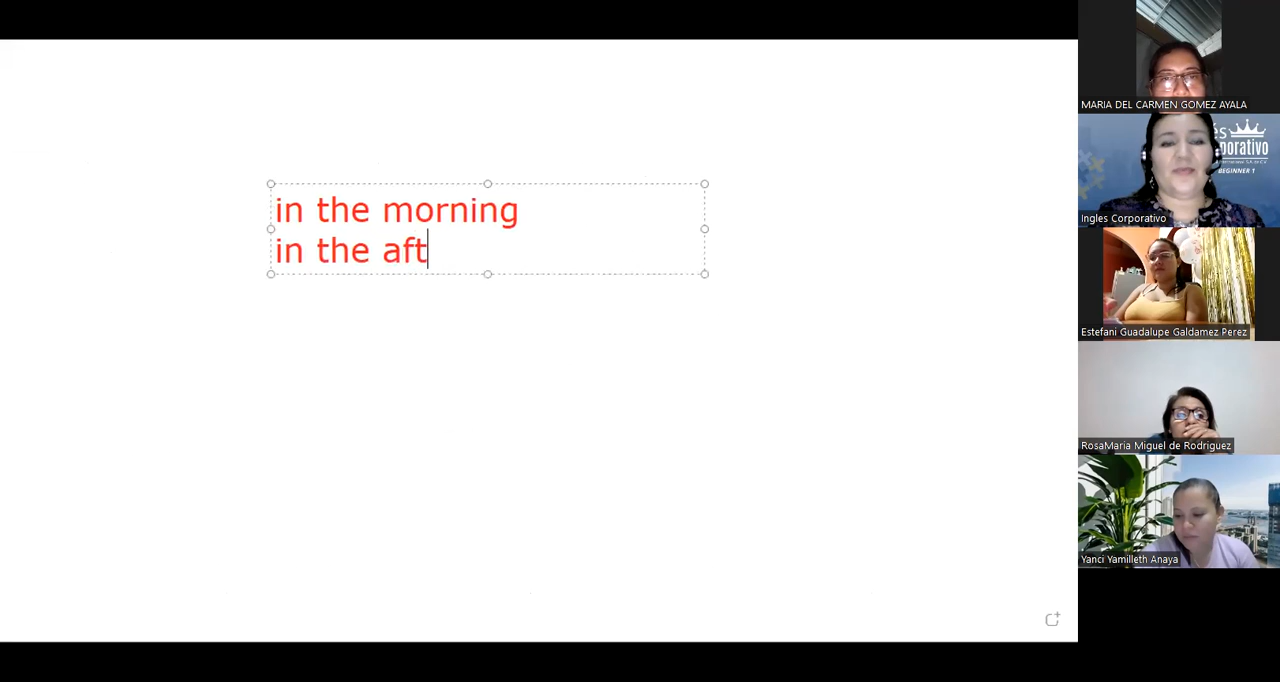 in the morning
in the aft
MARIA DEL CARMEN GOMEZ AYALA
BEGINNER 1
Ingles Corporativo
Estefani Guadalupe Galdamez Perez
RosaMaria Miguel de Rodriguez
Yanci Yamilleth Anaya